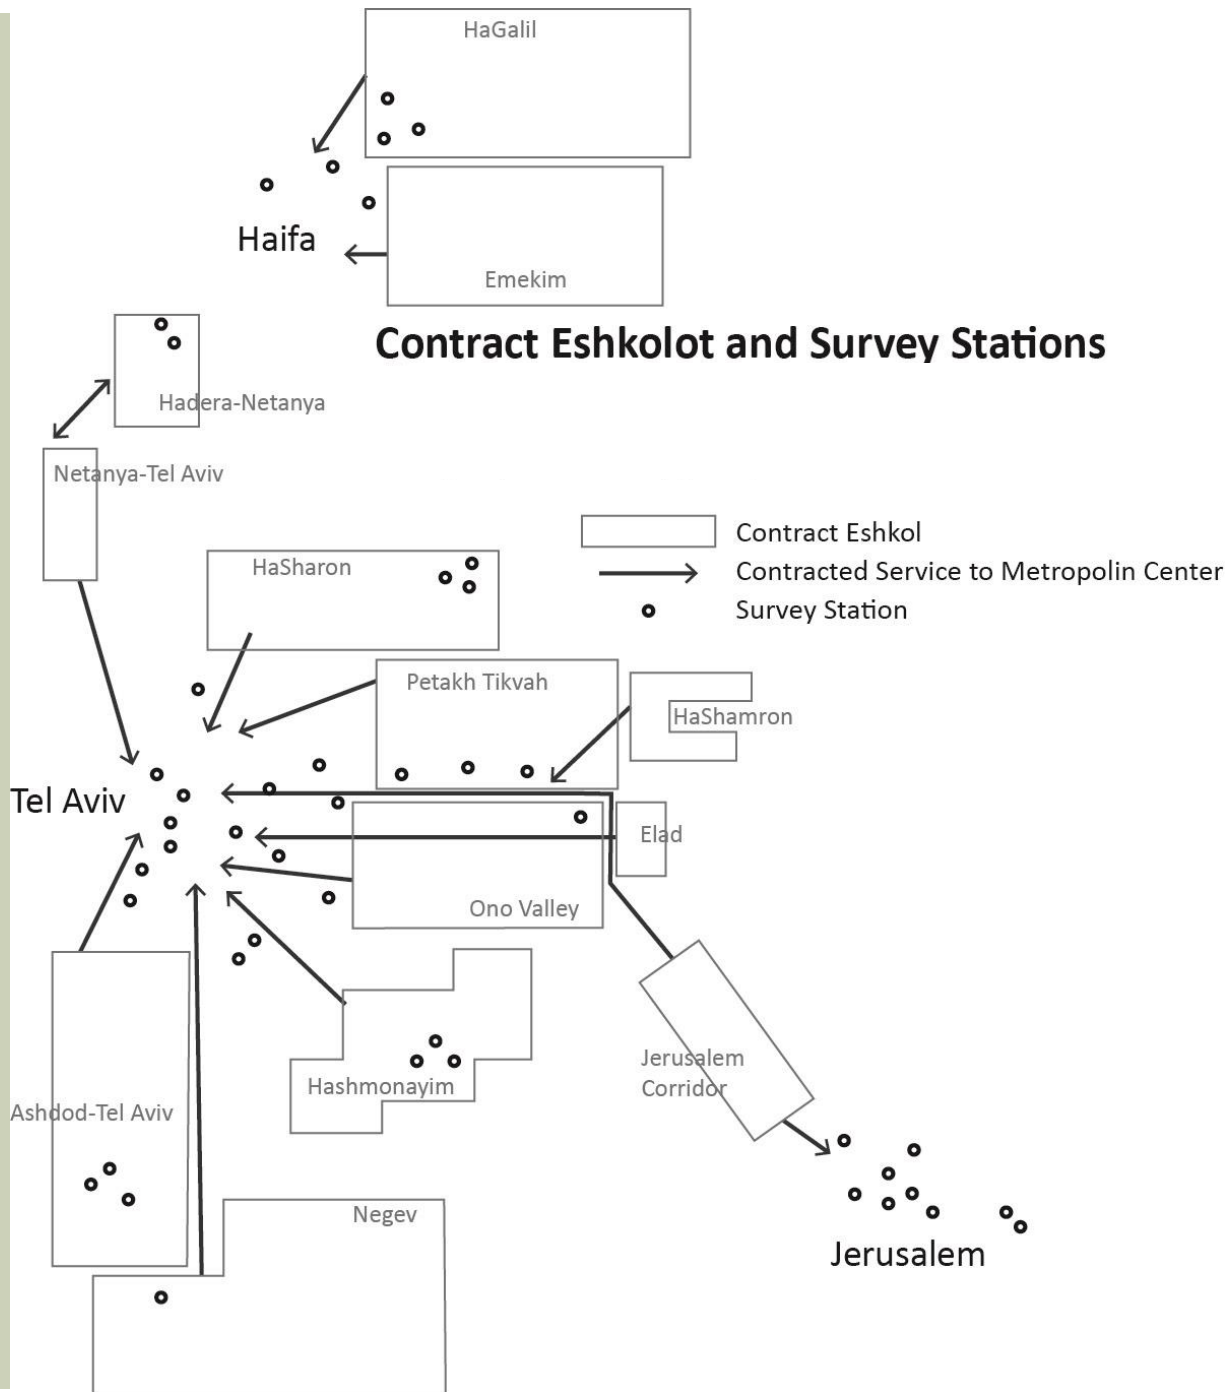 HaGalil
Haifa
Emekim
Contract Eshkolot and Survey Stations
Hadera-Netanya
Netanya-Tel Aviv
Contract Eshkol
Contracted Service to Metropolin Center
Survey Station
HaSharon
Petakh Tikvah
HaShamron
Tel Aviv
Elad
Ono Valley
Jerusalem
Corridor
Hashmonayim
Ashdod-Tel Aviv
Negev
Jerusalem